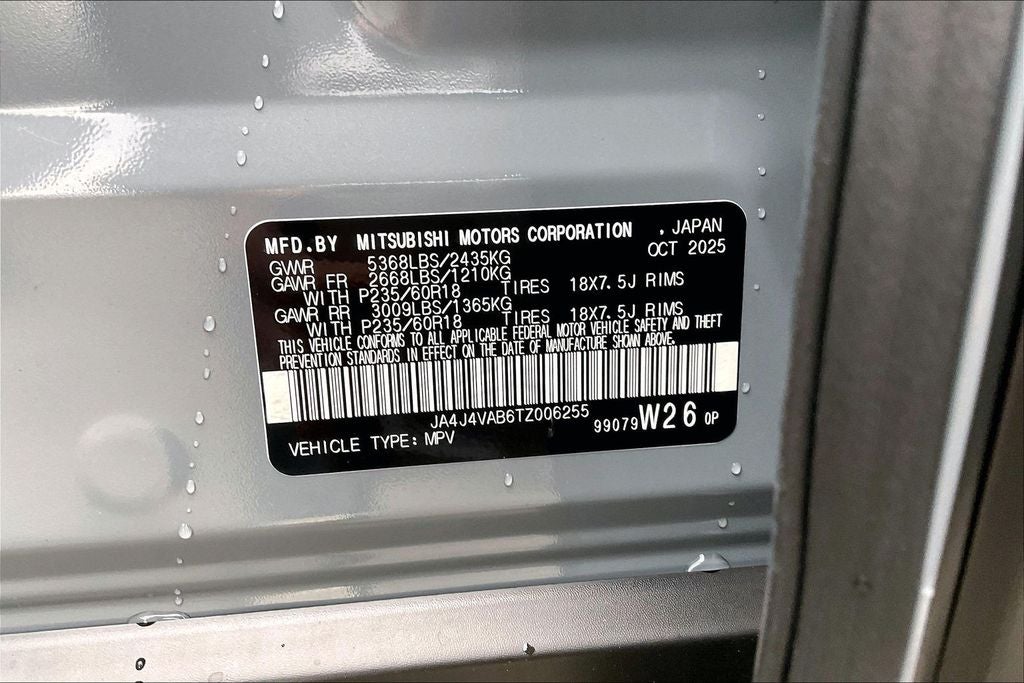 MFD.BY MITSUBISHI MOTORS CORPORATION , JAPAN
OCT 2025
GVWR 5368LBS/2435KG
GAWR FR 2668LBS/1210KG
WITH P235/60R18 TIRES 18X7.5J RIMS
GAWR RR 3009LBS/1365KG
WITH P235/60R18 TIRES 18X7.5J RIMS
THIS VEHICLE CONFORMS TO ALL APPLICABLE FEDERAL MOTOR VEHICLE SAFETY AND THEFT
PREVENTION STANDARDS IN EFFECT ON THE DATE OF MANUFACTURE SHOWN ABOVE.
JA4J4VAB6TZ006255
99079W26 0P
VEHICLE TYPE: MPV